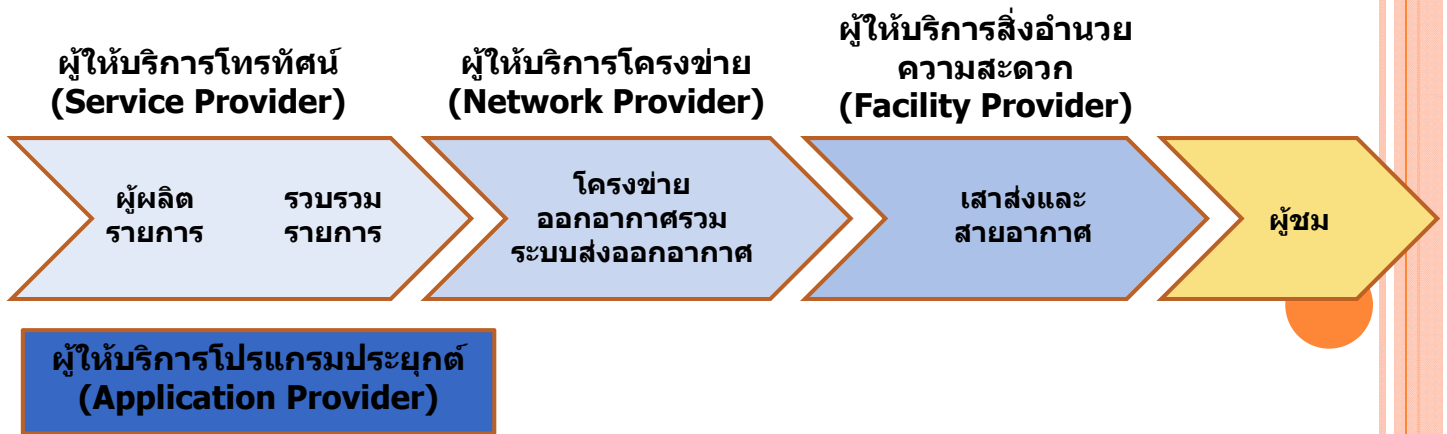 ผู้ให้บริการโทรทัศน์
(Service Provider)
ผู้ให้บริการโครงข่าย
(Network Provider)
ผู้ให้บริการสิ่งอำนวย
ความสะดวก
(Facility Provider)
ผู้ผลิต
รายการ
รวบรวม
รายการ
โครงข่าย
ออกอากาศรวม
ระบบส่งออกอากาศ
เสาส่งและ
สายอากาศ
ผู้ชม
ผู้ให้บริการโปรแกรมประยุกต์
(Application Provider)